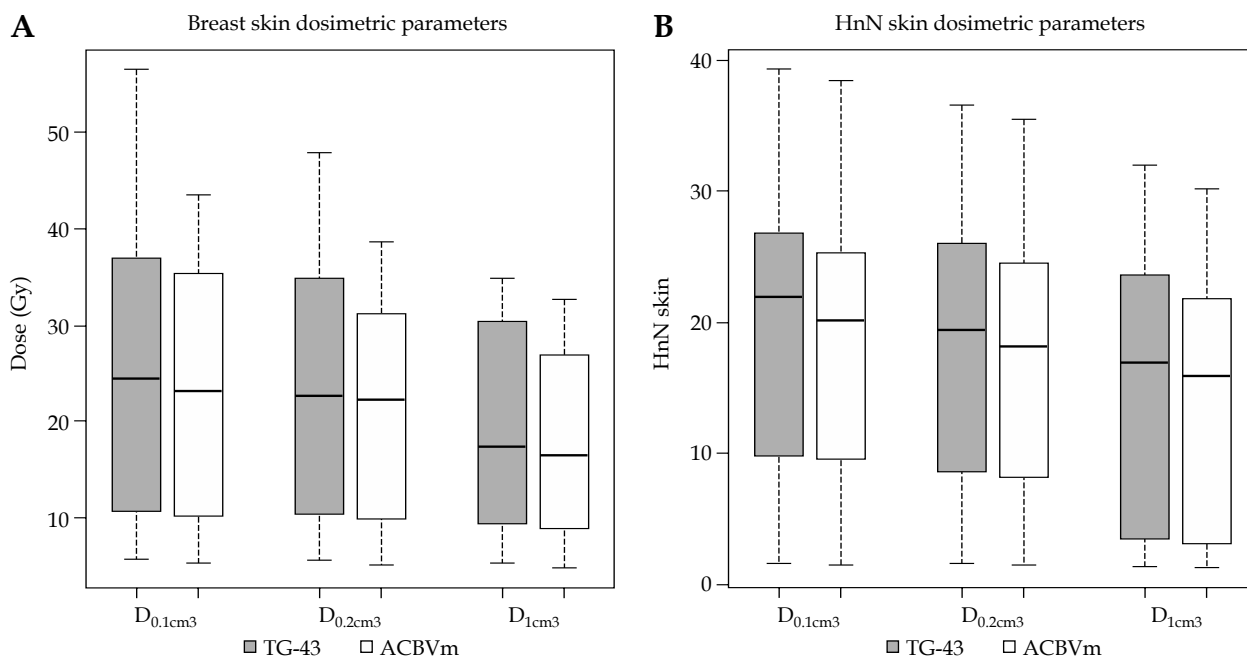 A
Breast skin dosimetric parameters
Dose (Gy)
50
40
30
20
10
D0.1cm3
D0.2cm3
D1cm3
TG-43
ACBVm
B
HnN skin dosimetric parameters
HnN skin
40
30
20
10
0
D0.1cm3
D0.2cm3
D1cm3
TG-43
ACBVm